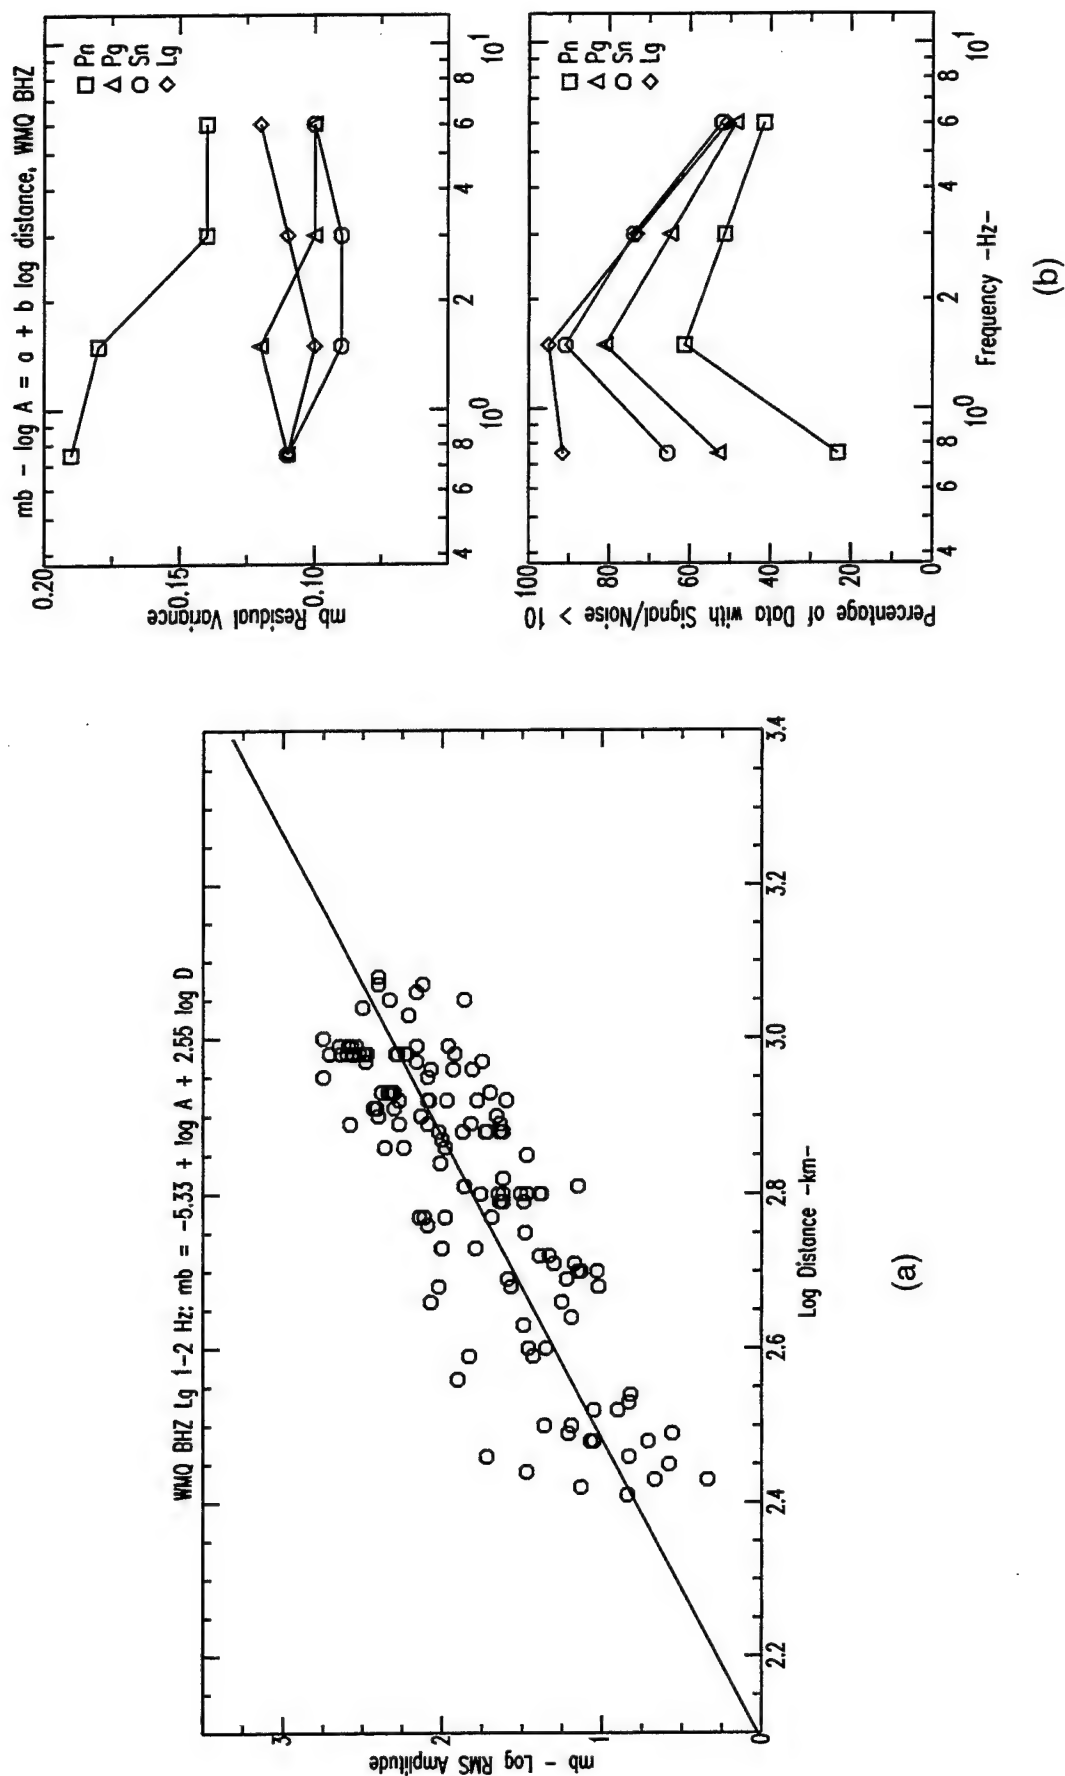 WMQ BHZ Lg 1-2 Hz: mb = -5.33 + log A + 2.55 log D
mb - Log RMS Amplitude
3
2
1
0
2.2
2.4
2.6
2.8
3.0
3.2
3.4
Log Distance -km-
(a)
mb - log A = a + b log distance, WMQ BHZ
mb Residual Variance
0.20
0.15
0.10
4
6
8
10^0
2
4
6
8
10^1
Pn
Pg
Sn
Lg
Percentage of Data with Signal/Noise > 10
100
80
60
40
20
0
4
6
8
10^0
2
4
6
8
10^1
Pn
Pg
Sn
Lg
Frequency -Hz-
(b)